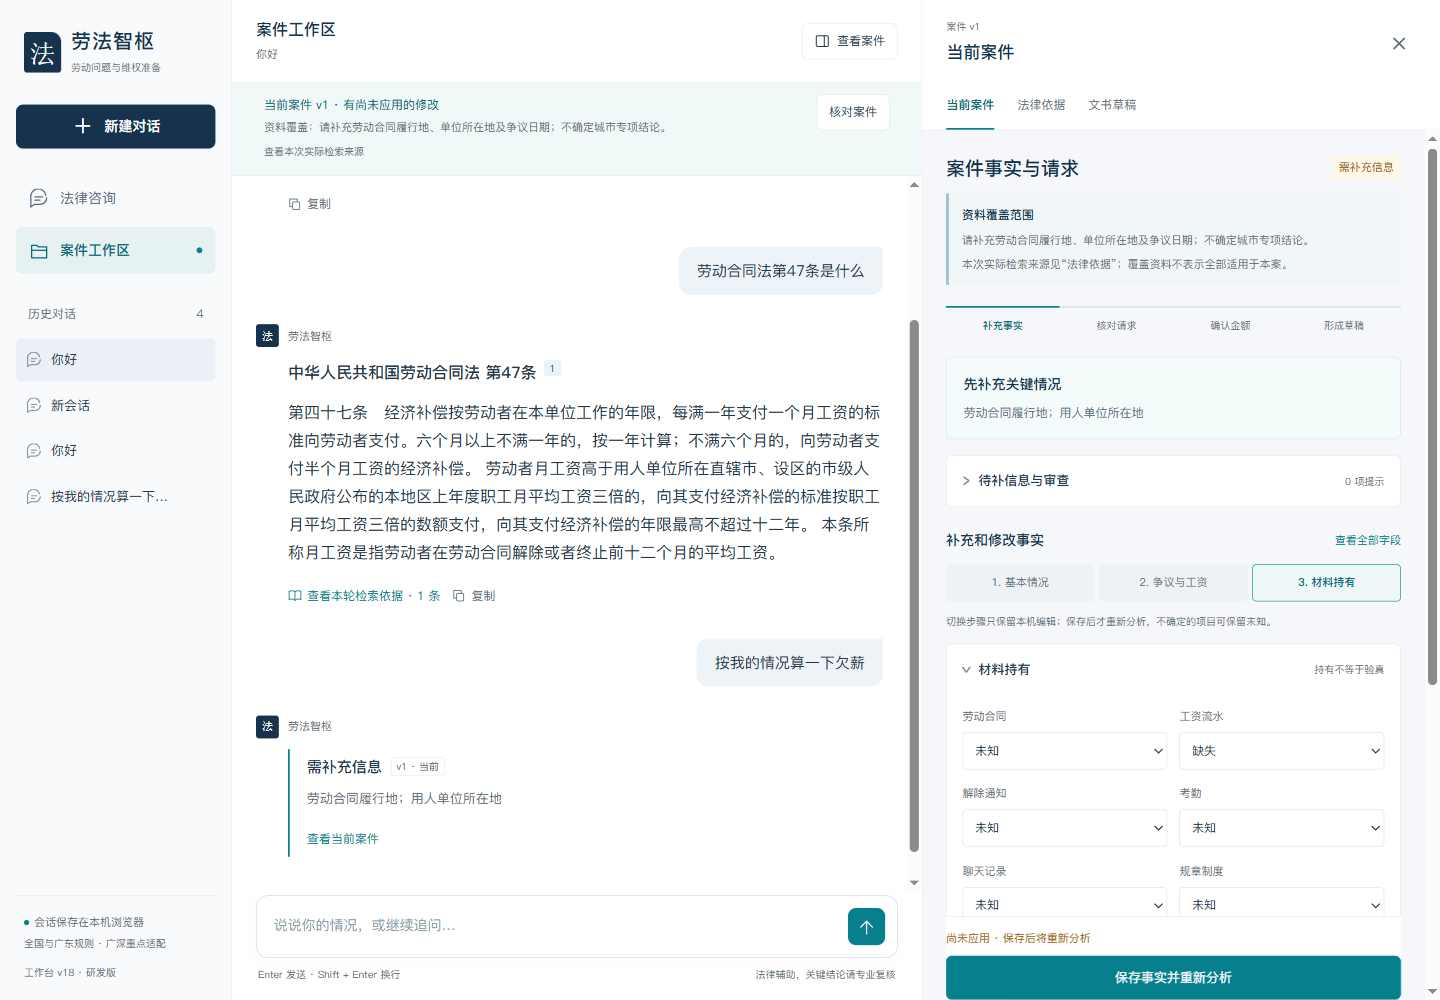 法
劳法智枢
劳动问题与维权准备
新建对话
法律咨询
案件工作区
历史对话 4
你好
新会话
你好
按我的情况算一下...
会话保存在本机浏览器
全国与广东规则 · 广深重点适配
工作台 v18 · 研发版
案件工作区
你好
查看案件
当前案件 v1 · 有尚未应用的修改
资料覆盖：请补充劳动合同履行地、单位所在地及争议日期；不确定城市专项结论。
查看本次实际检索来源
核对案件
复制
劳动合同法第47条是什么
法 劳法智枢
中华人民共和国劳动合同法 第47条 1
第四十七条　经济补偿按劳动者在本单位工作的年限，每满一年支付一个月工资的标
准向劳动者支付。六个月以上不满一年的，按一年计算；不满六个月的，向劳动者支
付半个月工资的经济补偿。 劳动者月工资高于用人单位所在直辖市、设区的市级人
民政府公布的本地区上年度职工月平均工资三倍的，向其支付经济补偿的标准按职工
月平均工资三倍的数额支付，向其支付经济补偿的年限最高不超过十二年。 本条所
称月工资是指劳动者在劳动合同解除或者终止前十二个月的平均工资。
查看本轮检索依据 · 1 条 复制
按我的情况算一下欠薪
法 劳法智枢
需补充信息 v1 · 当前
劳动合同履行地；用人单位所在地
查看当前案件
说说你的情况，或继续追问...
Enter 发送 · Shift + Enter 换行
法律辅助，关键结论请专业复核
案件 v1
当前案件
当前案件 法律依据 文书草稿
案件事实与请求 需补充信息
资料覆盖范围
请补充劳动合同履行地、单位所在地及争议日期；不确定城市专项结论。
本次实际检索来源见“法律依据”；覆盖资料不表示全部适用于本案。
补充事实 核对请求 确认金额 形成草稿
先补充关键情况
劳动合同履行地；用人单位所在地
待补信息与审查 0 项提示
补充和修改事实 查看全部字段
1. 基本情况 2. 争议与工资 3. 材料持有
切换步骤只保留本机编辑；保存后才重新分析，不确定的项目可保留未知。
材料持有 持有不等于验真
劳动合同 工资流水
未知 缺失
解除通知 考勤
未知 未知
聊天记录 规章制度
未知 未知
尚未应用 · 保存后将重新分析
保存事实并重新分析